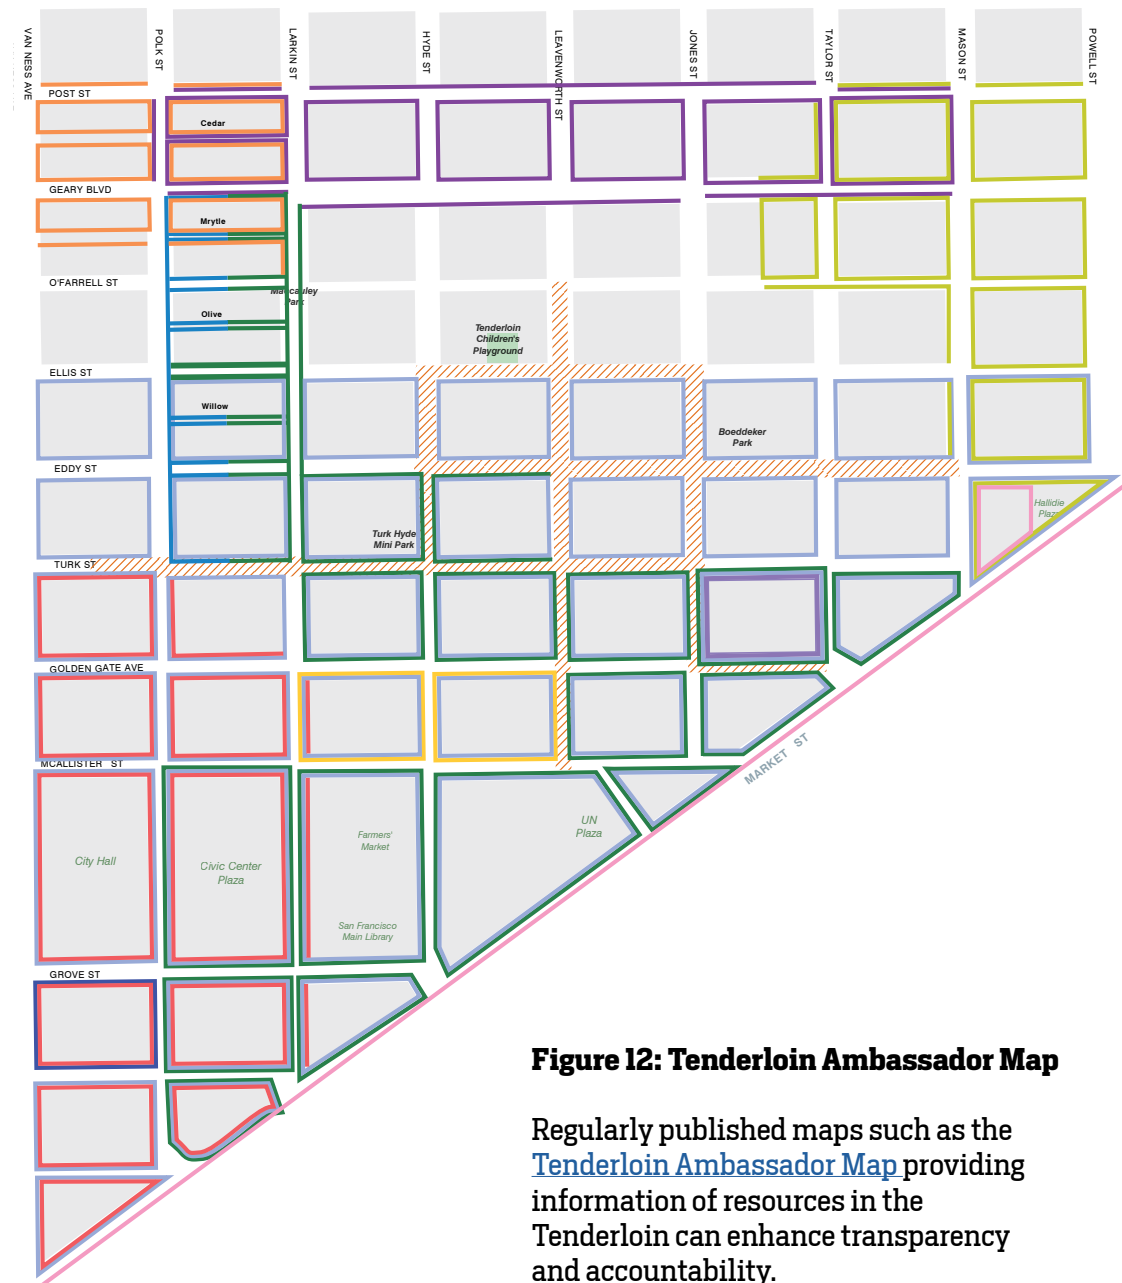 VAN NESS AVE
POLK ST
LARKIN ST
HYDE ST
LEAVENWORTH ST
JONES ST
TAYLOR ST
MASON ST
POWELL ST
POST ST
Cedar
GEARY BLVD
Mrytle
O'FARRELL ST
Macauley
Park
Olive
Tenderloin
Children's
Playground
ELLIS ST
Willow
Boeddeker
Park
EDDY ST
Hallidie
Plaza
Turk Hyde
Mini Park
TURK ST
GOLDEN GATE AVE
MCALLISTER ST
MARKET ST
City Hall
Civic Center
Plaza
Farmers'
Market
UN
Plaza
San Francisco
Main Library
GROVE ST
Figure 12: Tenderloin Ambassador Map
Regularly published maps such as the
Tenderloin Ambassador Map providing
information of resources in the
Tenderloin can enhance transparency
and accountability.